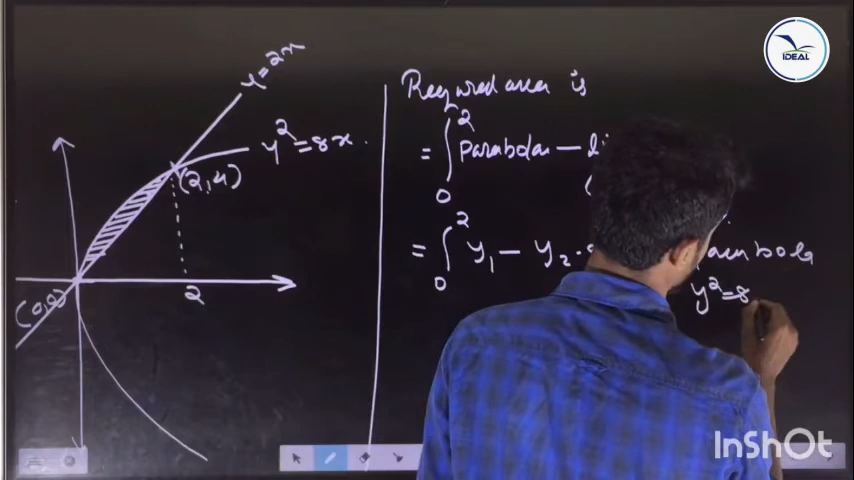 IDEAL
y=2x
y²=8x.
(2,4)
2
(0,0)
Required area is
= ∫₀² Parabola —
= ∫₀² y₁ — y₂.
y²=8
InShOt